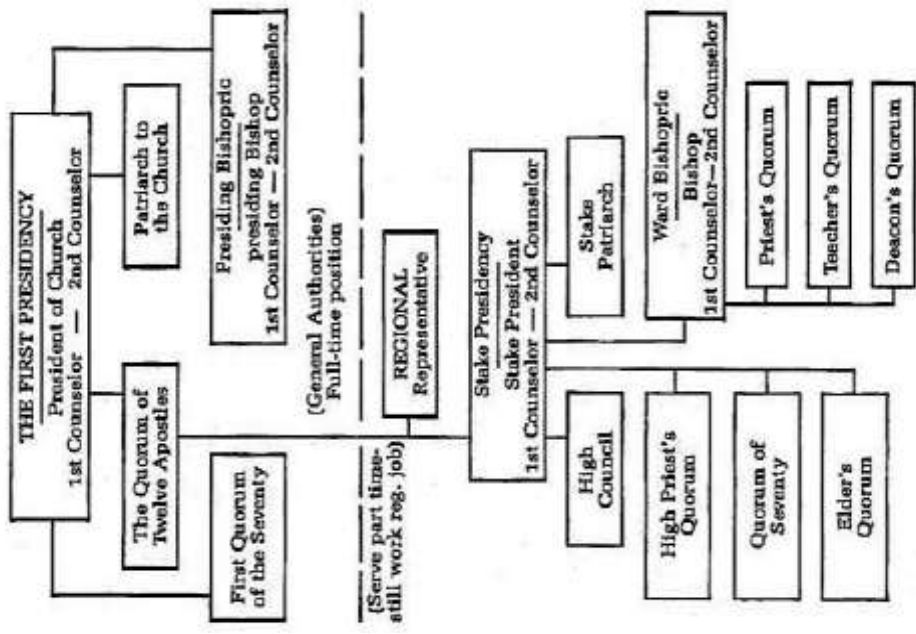 THE FIRST PRESIDENCY
President of Church
1st Counselor — 2nd Counselor
First Quorum
of the Seventy
The Quorum of
Twelve Apostles
Patriarch to
the Church
Presiding Bishopric
presiding Bishop
1st Counselor — 2nd Counselor
(General Authorities)
Full-time position
(Serve part time-
still work reg. job)
REGIONAL
Representative
Stake Presidency
Stake President
1st Counselor — 2nd Counselor
High
Council
Stake
Patriarch
High Priest's
Quorum
Quorum of
Seventy
Elder's
Quorum
Ward Bishopric
Bishop
1st Counselor—2nd Counselor
Priest's Quorum
Teacher's Quorum
Deacon's Quorum